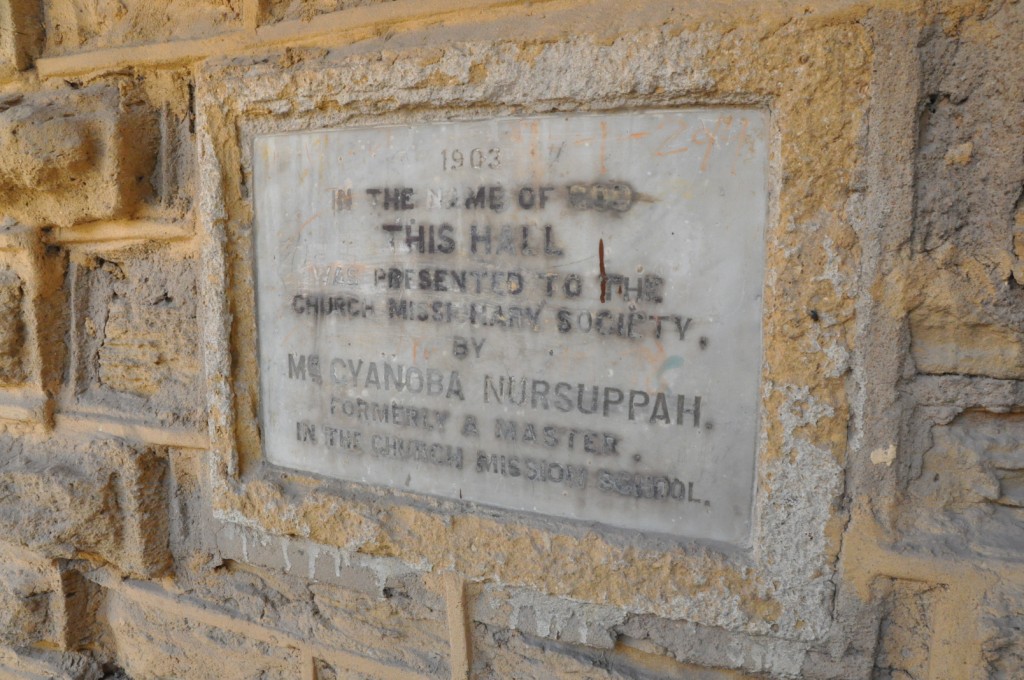 1903
IN THE NAME OF GOD
THIS HALL
WAS PRESENTED TO THE
CHURCH MISSIONARY SOCIETY,
BY
MR GYANOBA NURSUPPAH.
FORMERLY A MASTER.
IN THE CHURCH MISSION SCHOOL.